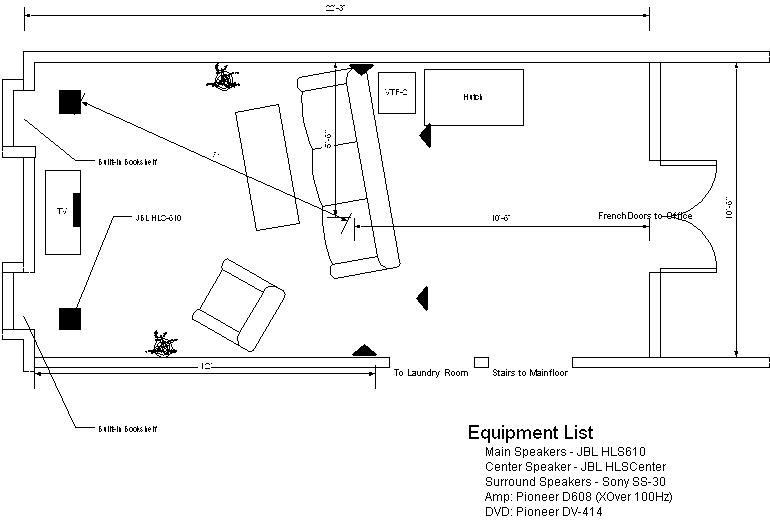 22'-3"
VTF-2
Hutch
5'-6"
7'
Built-In Bookshelf
TV
JBL HLS-610
10'-6"
French Doors to Office
10'-6"
12'
To Laundry Room
Stairs to Mainfloor
Built-In Bookshelf
Equipment List
Main Speakers - JBL HLS610
Center Speaker - JBL HLSCenter
Surround Speakers - Sony SS-30
Amp: Pioneer D608 (XOver 100Hz)
DVD: Pioneer DV-414